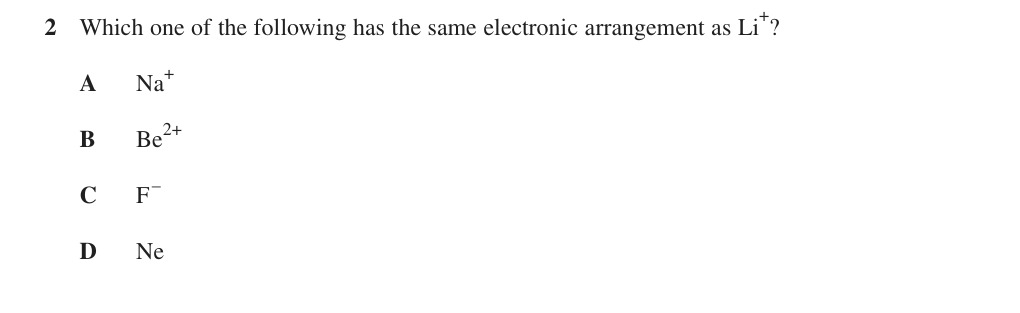 2 Which one of the following has the same electronic arrangement as Li⁺?
A Na⁺
B Be²⁺
C F⁻
D Ne